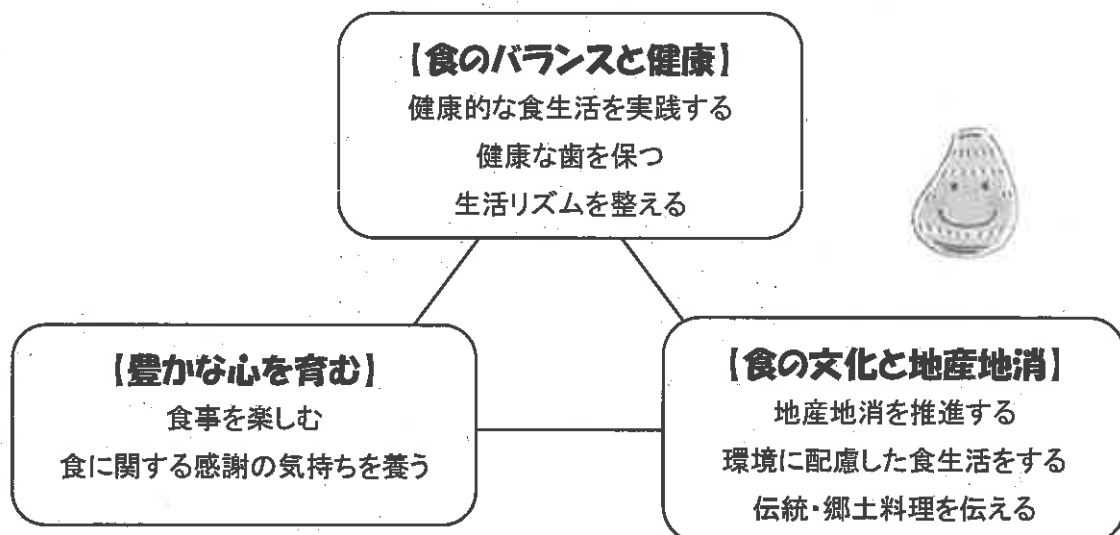 【食のバランスと健康】
健康的な食生活を実践する
健康な歯を保つ
生活リズムを整える
【豊かな心を育む】
食事を楽しむ
食に関する感謝の気持ちを養う
【食の文化と地産地消】
地産地消を推進する
環境に配慮した食生活をする
伝統・郷土料理を伝える